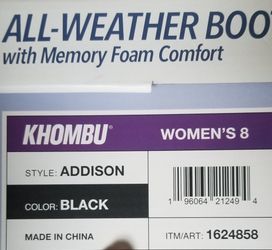 ALL-WEATHER BOO
with Memory Foam Comfort
KHOMBU® WOMEN'S 8
STYLE: ADDISON
COLOR: BLACK
1 96064 21249 4
MADE IN CHINA ITM/ART: 1624858